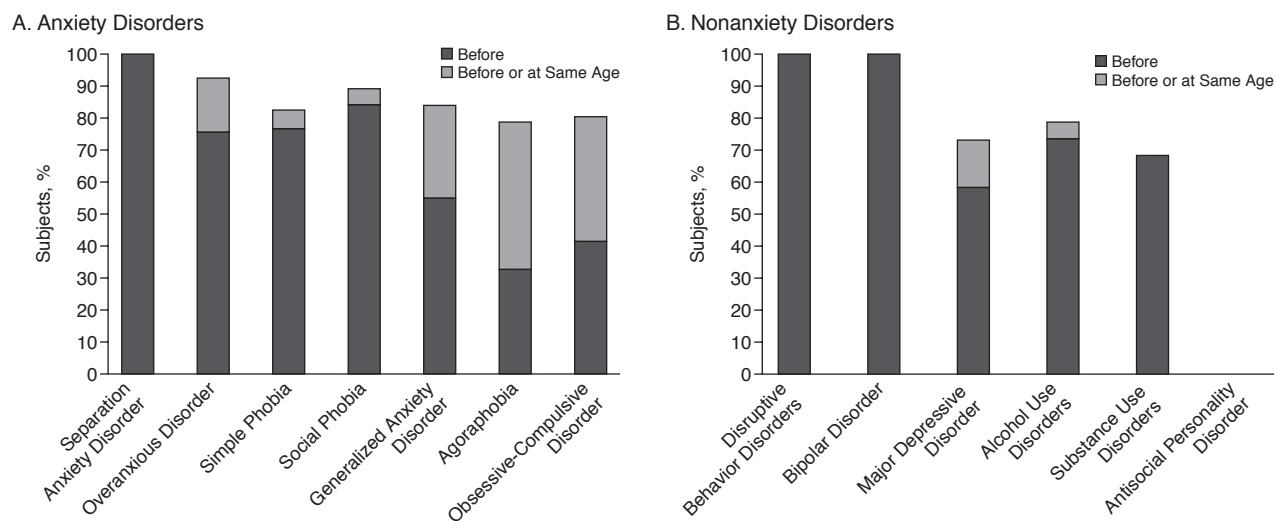 A. Anxiety Disorders
Before
Before or at Same Age
Subjects, %
100
90
80
70
60
50
40
30
20
10
0
Separation
Anxiety Disorder
Overanxious Disorder
Simple Phobia
Social Phobia
Generalized Anxiety
Disorder
Agoraphobia
Obsessive-Compulsive
Disorder
B. Nonanxiety Disorders
Before
Before or at Same Age
Subjects, %
100
90
80
70
60
50
40
30
20
10
0
Disruptive
Behavior Disorders
Bipolar Disorder
Major Depressive
Disorder
Alcohol Use
Disorders
Substance Use
Disorders
Antisocial Personality
Disorder